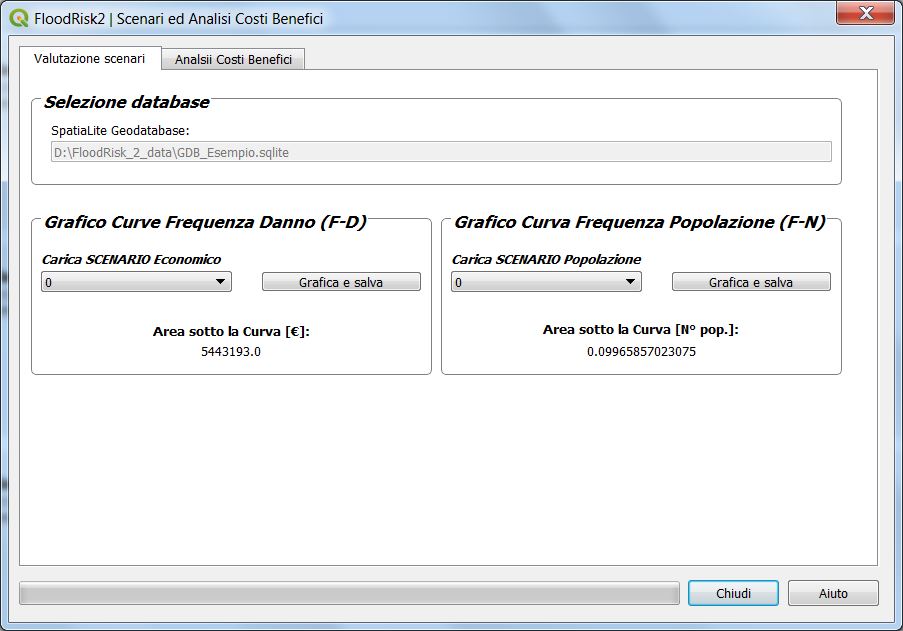 FloodRisk2 | Scenari ed Analisi Costi Benefici
Valutazione scenari
Analsii Costi Benefici
Selezione database
SpatiaLite Geodatabase:
D:\FloodRisk_2_data\GDB_Esempio.sqlite
Grafico Curve Frequenza Danno (F-D)
Carica SCENARIO Economico
0
Grafica e salva
Area sotto la Curva [€]:
5443193.0
Grafico Curva Frequenza Popolazione (F-N)
Carica SCENARIO Popolazione
0
Grafica e salva
Area sotto la Curva [N° pop.]:
0.09965857023075
Chiudi
Aiuto